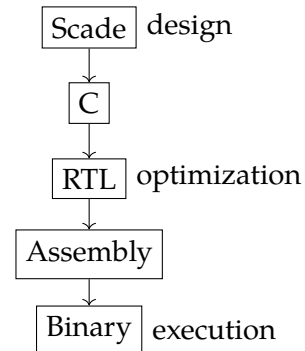 Scade design
C
RTL optimization
Assembly
Binary execution